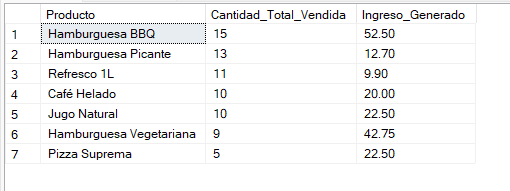 Producto Cantidad_Total_Vendida Ingreso_Generado
1 Hamburguesa BBQ 15 52.50
2 Hamburguesa Picante 13 12.70
3 Refresco 1L 11 9.90
4 Café Helado 10 20.00
5 Jugo Natural 10 22.50
6 Hamburguesa Vegetariana 9 42.75
7 Pizza Suprema 5 22.50